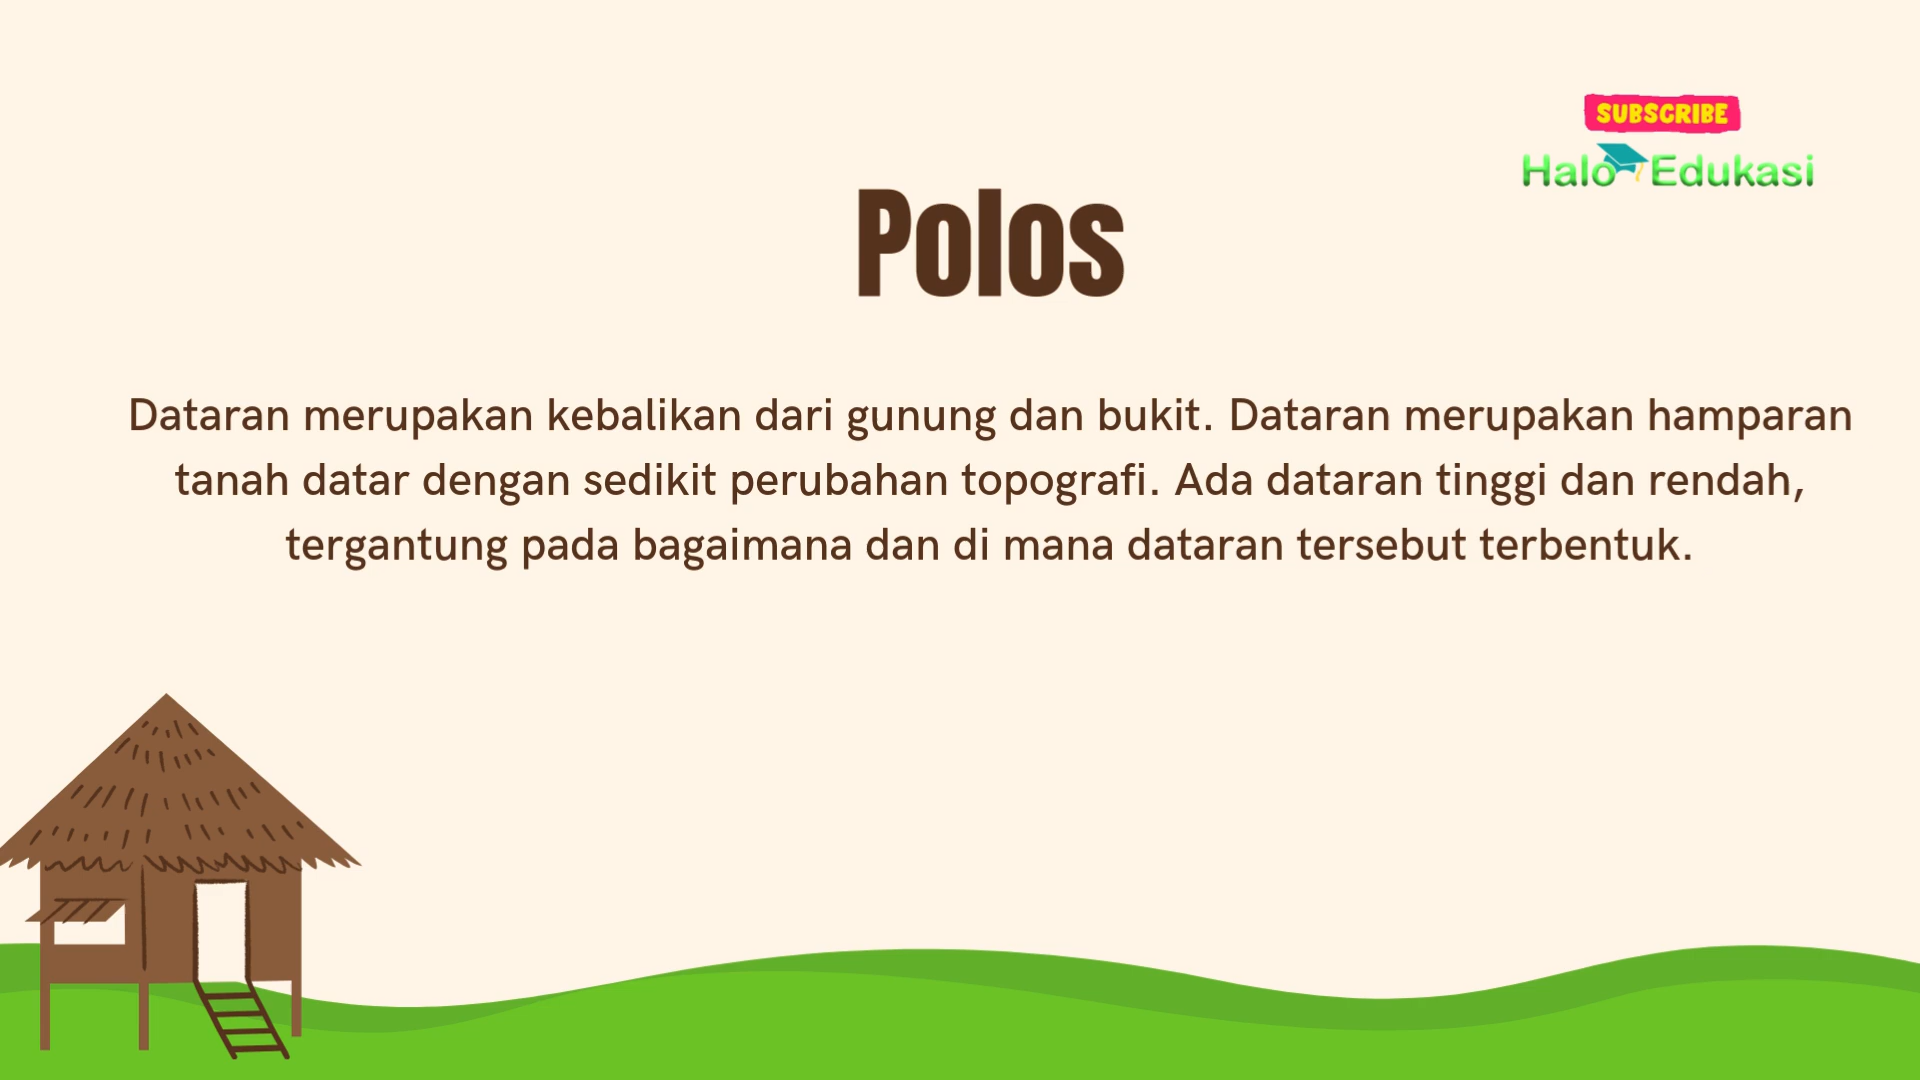 SUBSCRIBE
Halo Edukasi
Polos
Dataran merupakan kebalikan dari gunung dan bukit. Dataran merupakan hamparan
tanah datar dengan sedikit perubahan topografi. Ada dataran tinggi dan rendah,
tergantung pada bagaimana dan di mana dataran tersebut terbentuk.